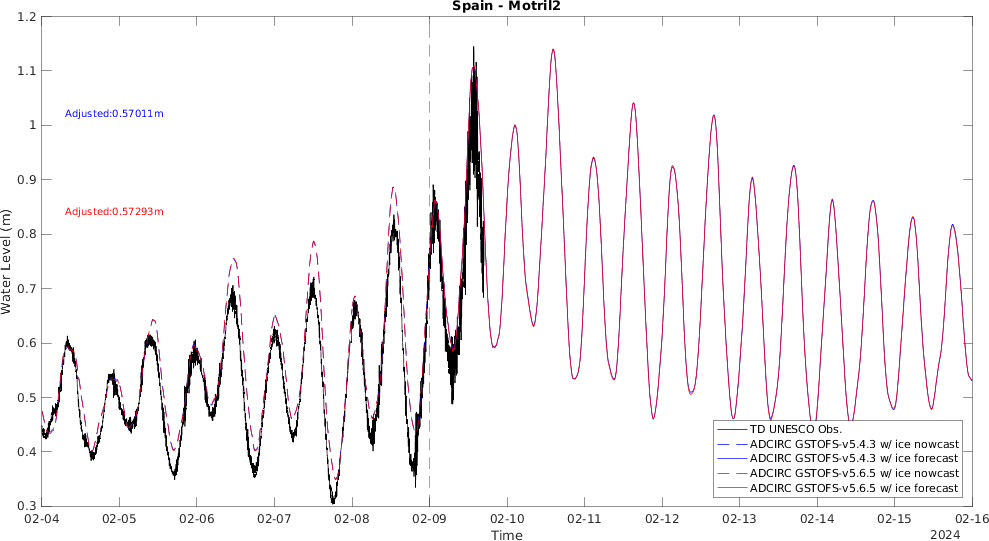 Spain - Motril2
1.2
1.1
1
0.9
0.8
0.7
0.6
0.5
0.4
0.3
Water Level (m)
Adjusted:0.57011m
Adjusted:0.57293m
TD UNESCO Obs.
ADCIRC GSTOFS-v5.4.3 w/ ice nowcast
ADCIRC GSTOFS-v5.4.3 w/ ice forecast
ADCIRC GSTOFS-v5.6.5 w/ ice nowcast
ADCIRC GSTOFS-v5.6.5 w/ ice forecast
02-04 02-05 02-06 02-07 02-08 02-09 02-10 02-11 02-12 02-13 02-14 02-15 02-16
Time
2024